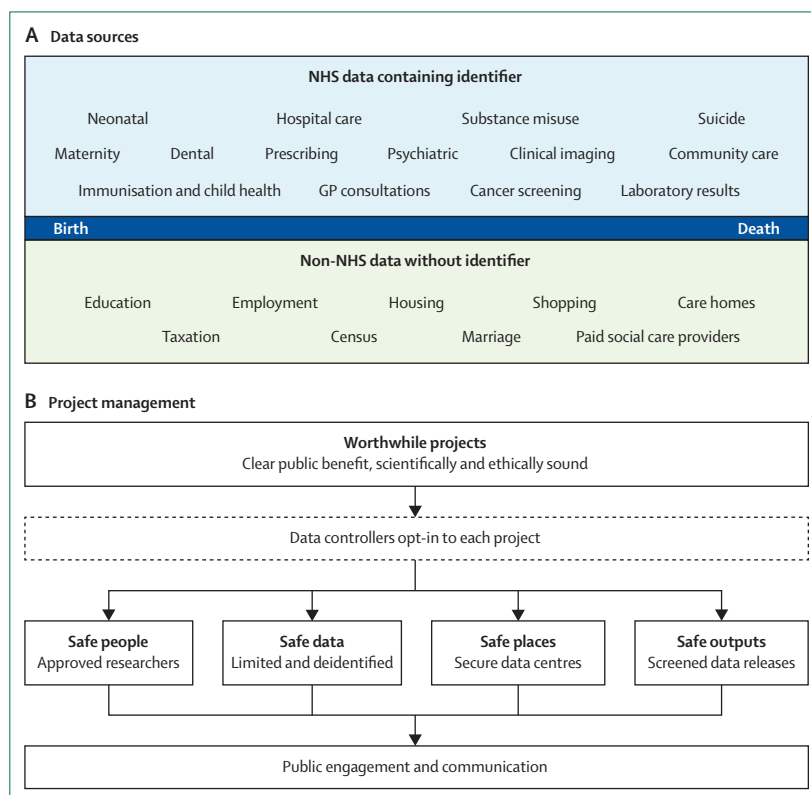 A Data sources
NHS data containing identifier
Neonatal Hospital care Substance misuse Suicide
Maternity Dental Prescribing Psychiatric Clinical imaging Community care
Immunisation and child health GP consultations Cancer screening Laboratory results
Birth Death
Non-NHS data without identifier
Education Employment Housing Shopping Care homes
Taxation Census Marriage Paid social care providers
B Project management
Worthwhile projects
Clear public benefit, scientifically and ethically sound
Data controllers opt-in to each project
Safe people Safe data Safe places Safe outputs
Approved researchers Limited and deidentified Secure data centres Screened data releases
Public engagement and communication